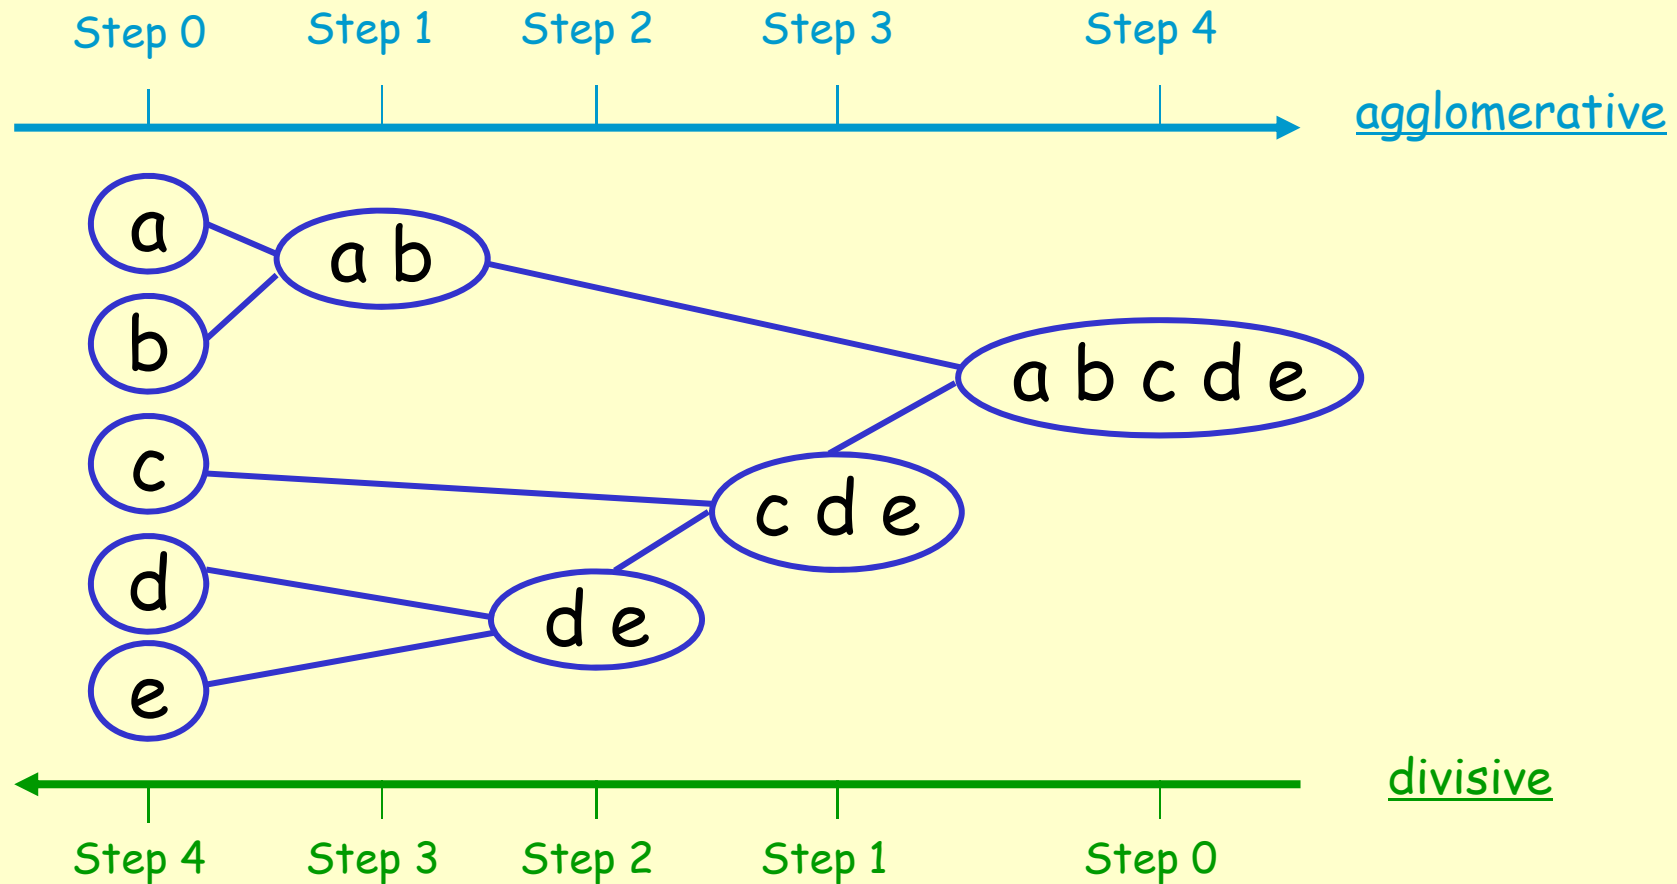 Step 0 Step 1 Step 2 Step 3 Step 4
agglomerative
a
a b
b
a b c d e
c
c d e
d
d e
e
divisive
Step 4 Step 3 Step 2 Step 1 Step 0